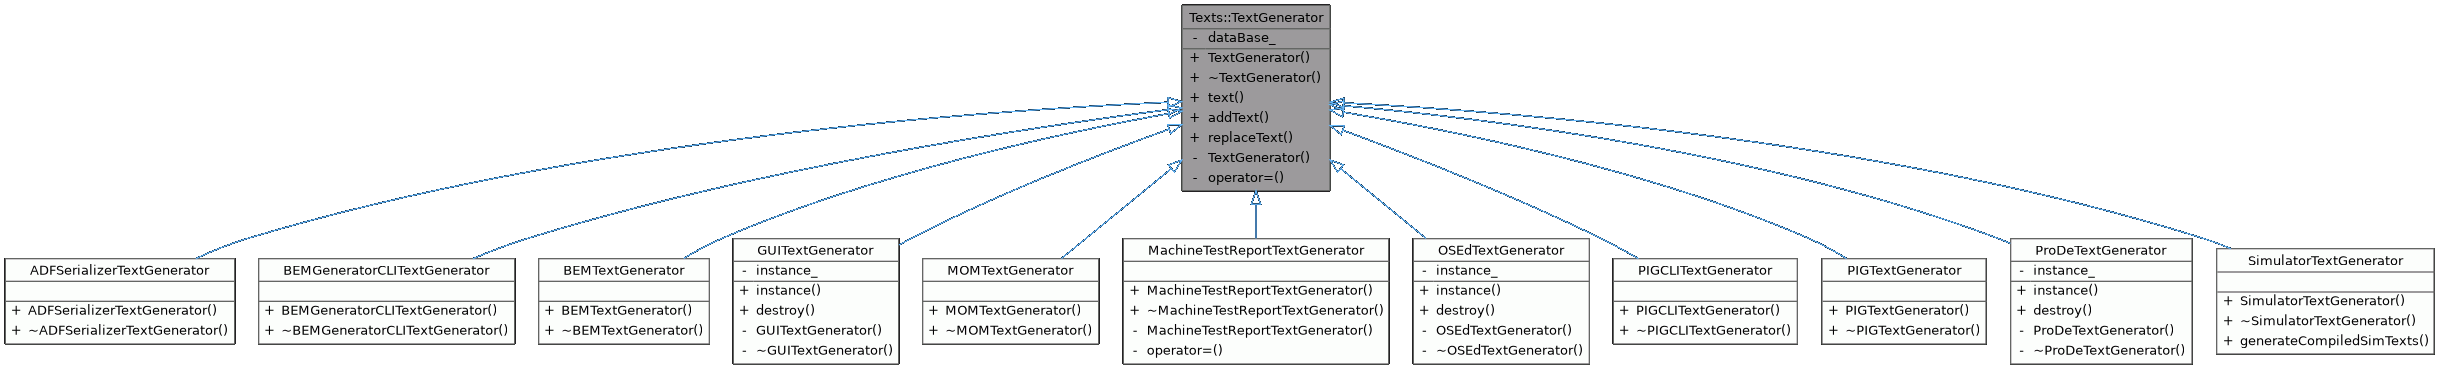 Texts::TextGenerator
- dataBase_
+ TextGenerator()
+ ~TextGenerator()
+ text()
+ addText()
+ replaceText()
- TextGenerator()
- operator=()
ADFSerializerTextGenerator
+ ADFSerializerTextGenerator()
+ ~ADFSerializerTextGenerator()
BEMGeneratorCLITextGenerator
+ BEMGeneratorCLITextGenerator()
+ ~BEMGeneratorCLITextGenerator()
BEMTextGenerator
+ BEMTextGenerator()
+ ~BEMTextGenerator()
GUITextGenerator
- instance_
+ instance()
+ destroy()
- GUITextGenerator()
- ~GUITextGenerator()
MOMTextGenerator
+ MOMTextGenerator()
+ ~MOMTextGenerator()
MachineTestReportTextGenerator
+ MachineTestReportTextGenerator()
+ ~MachineTestReportTextGenerator()
- MachineTestReportTextGenerator()
- operator=()
OSEdTextGenerator
- instance_
+ instance()
+ destroy()
- OSEdTextGenerator()
- ~OSEdTextGenerator()
PIGCLITextGenerator
+ PIGCLITextGenerator()
+ ~PIGCLITextGenerator()
PIGTextGenerator
+ PIGTextGenerator()
+ ~PIGTextGenerator()
ProDeTextGenerator
- instance_
+ instance()
+ destroy()
- ProDeTextGenerator()
- ~ProDeTextGenerator()
SimulatorTextGenerator
+ SimulatorTextGenerator()
+ ~SimulatorTextGenerator()
+ generateCompiledSimTexts()